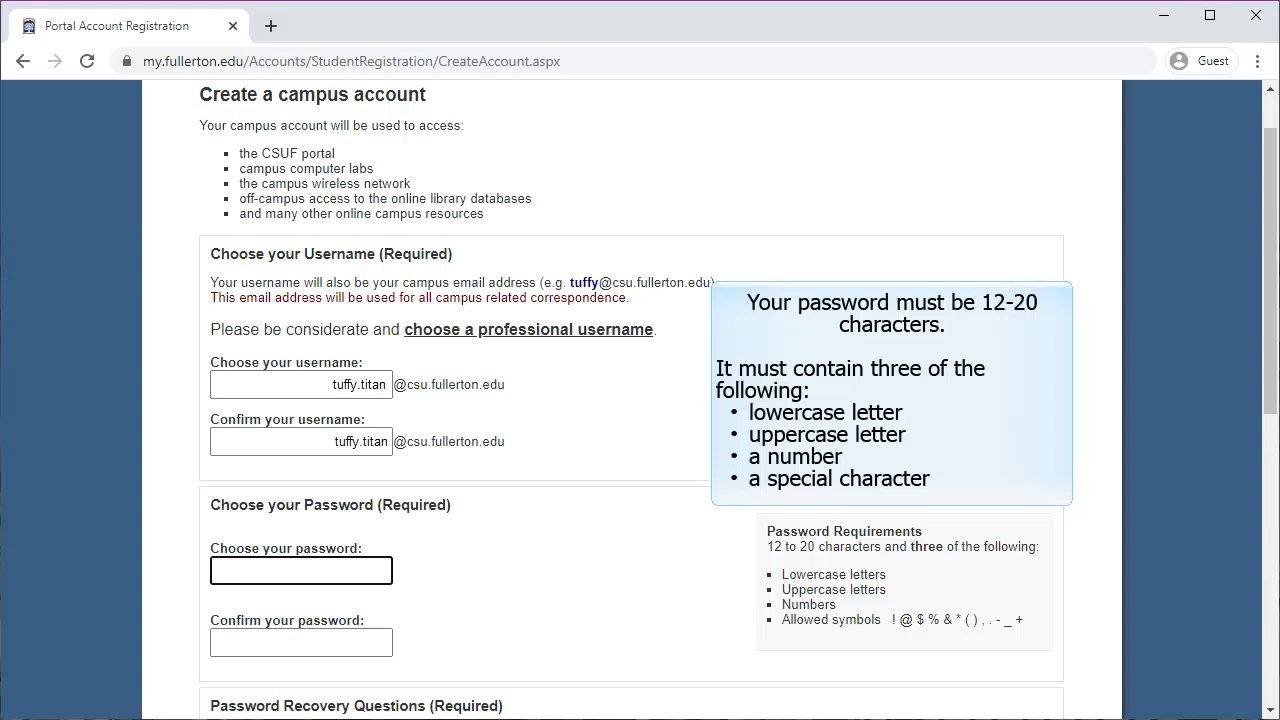 Portal Account Registration
my.fullerton.edu/Accounts/StudentRegistration/CreateAccount.aspx
Guest
Create a campus account
Your campus account will be used to access:
the CSUF portal
campus computer labs
the campus wireless network
off-campus access to the online library databases
and many other online campus resources
Choose your Username (Required)
Your username will also be your campus email address (e.g. tuffy@csu.fullerton.edu)
This email address will be used for all campus related correspondence.
Please be considerate and choose a professional username.
Choose your username:
tuffy.titan @csu.fullerton.edu
Confirm your username:
tuffy.titan @csu.fullerton.edu
Your password must be 12-20
characters.
It must contain three of the
following:
• lowercase letter
• uppercase letter
• a number
• a special character
Choose your Password (Required)
Choose your password:
Confirm your password:
Password Requirements
12 to 20 characters and three of the following:
Lowercase letters
Uppercase letters
Numbers
Allowed symbols ! @ $ % & * ( ) , . - _ +
Password Recovery Questions (Required)